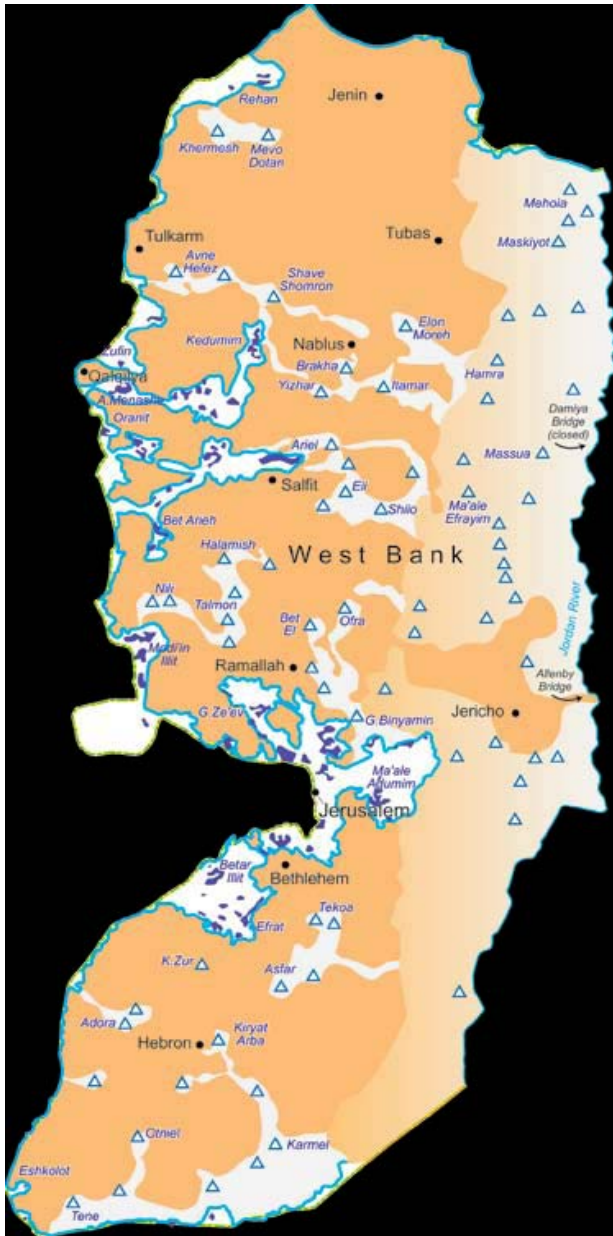 Rehan
Jenin
Khermesh
Mevo
Dotan
Mehola
Maskiyot
Tulkarm
Tubas
Avne
Hefez
Shave
Shomron
Elon
Moreh
Kedumim
Nablus
Zufin
Brakha
Hamra
Qalqilya
Yizhar
Itamar
A.Menashe
Oranit
Damiya
Bridge
(closed)
Ariel
Massua
Salfit
Eli
Shilo
Ma'ale
Efrayim
Bet Arieh
Halamish
West Bank
Nili
Talmon
Bet
El
Ofra
Jordan River
Modi'in
Illit
Ramallah
Allenby
Bridge
G.Ze'ev
G.Binyamin
Jericho
Ma'ale
Adumim
Jerusalem
Betar
Illit
Bethlehem
Efrat
Tekoa
K.Zur
Asfar
Adora
Hebron
Kiryat
Arba
Otniel
Karmel
Eshkolot
Tene